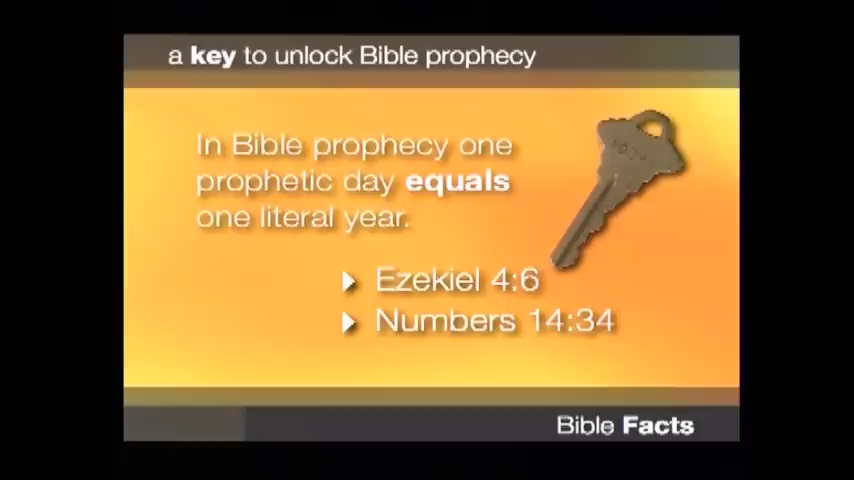 a key to unlock Bible prophecy
In Bible prophecy one
prophetic day equals
one literal year.
Ezekiel 4:6
Numbers 14:34
Bible Facts